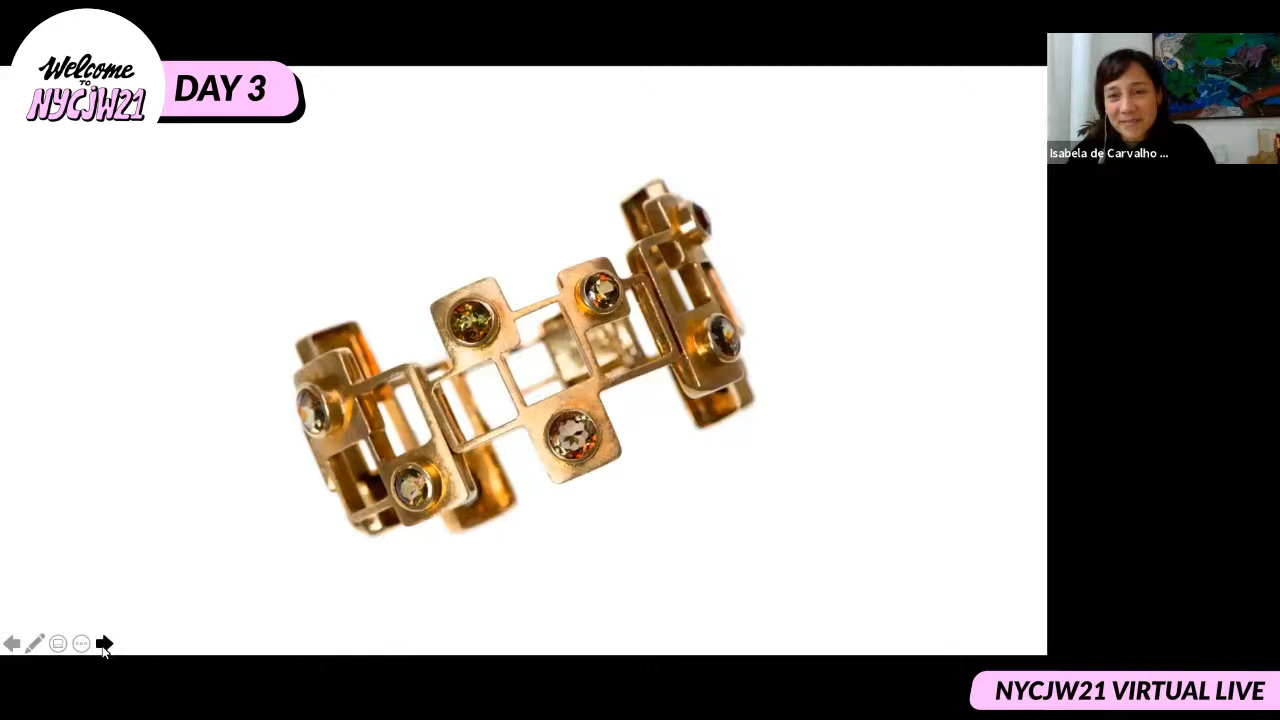 Welcome
TO
NYCJW21
DAY 3
Isabela de Carvalho ...
NYCJW21 VIRTUAL LIVE